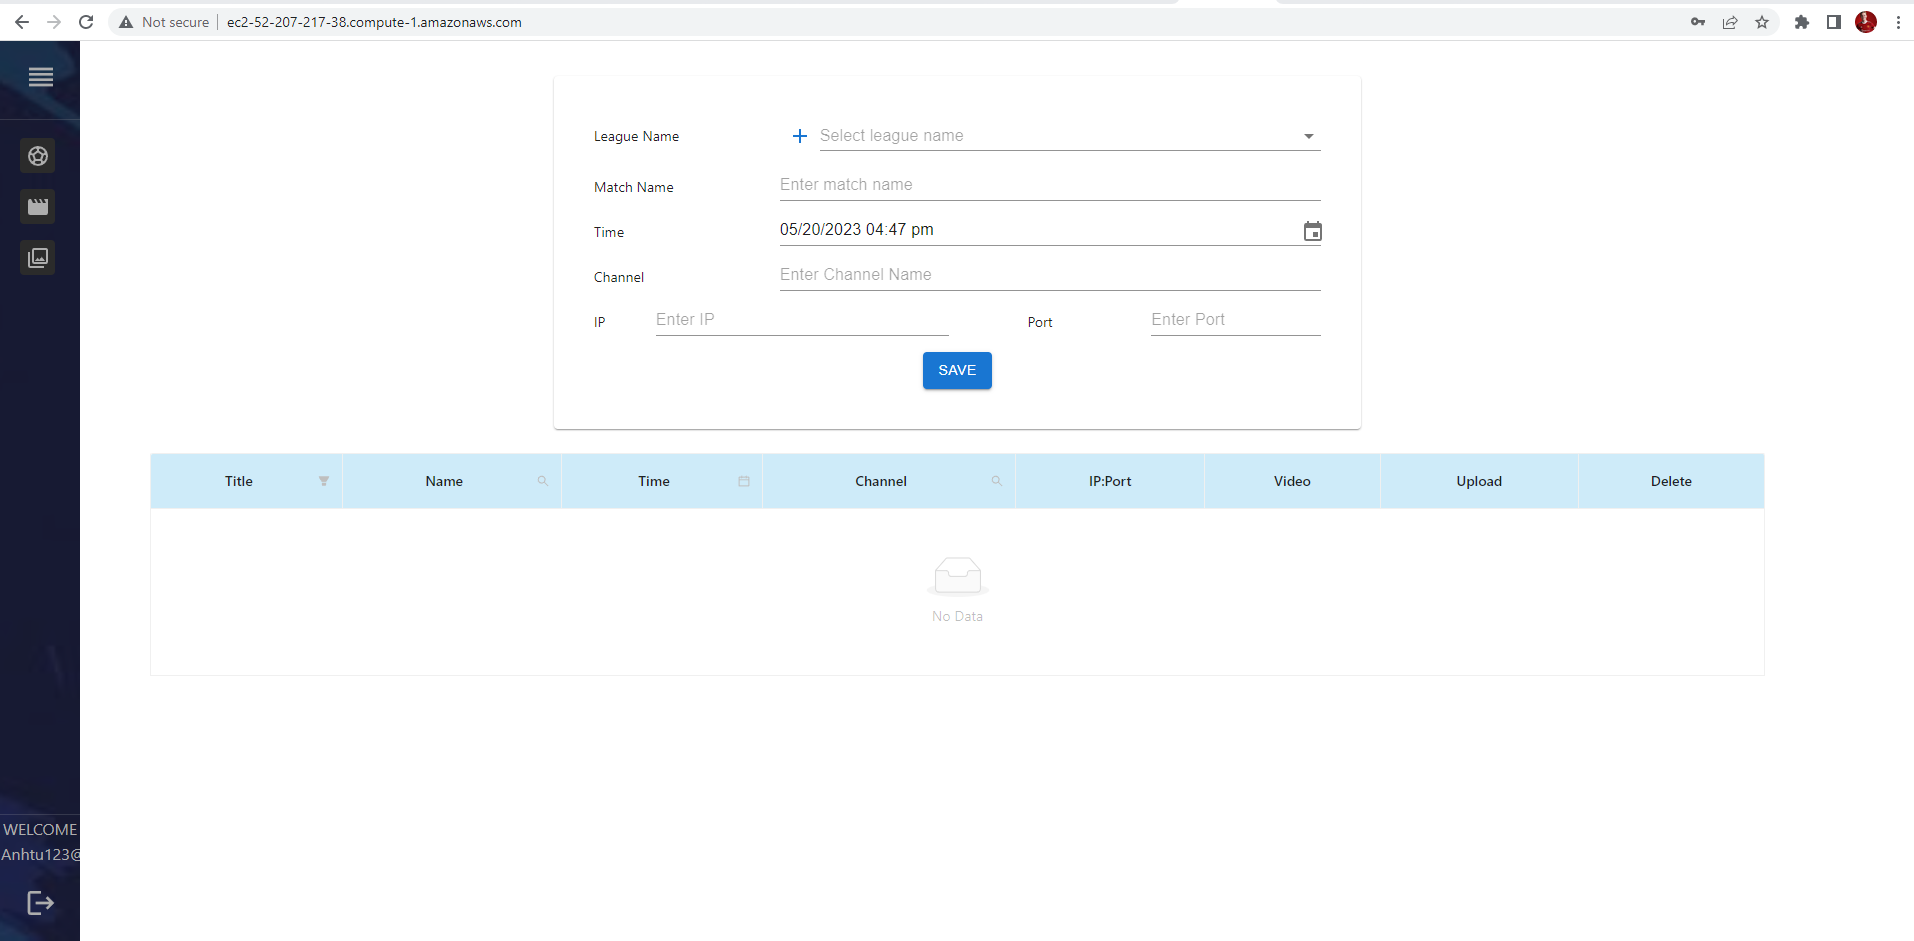 Not secure ec2-52-207-217-38.compute-1.amazonaws.com
League Name Select league name
Match Name Enter match name
Time 05/20/2023 04:47 pm
Channel Enter Channel Name
IP Enter IP Port Enter Port
SAVE
Title Name Time Channel IP:Port Video Upload Delete
No Data
WELCOME
Anhtu123@